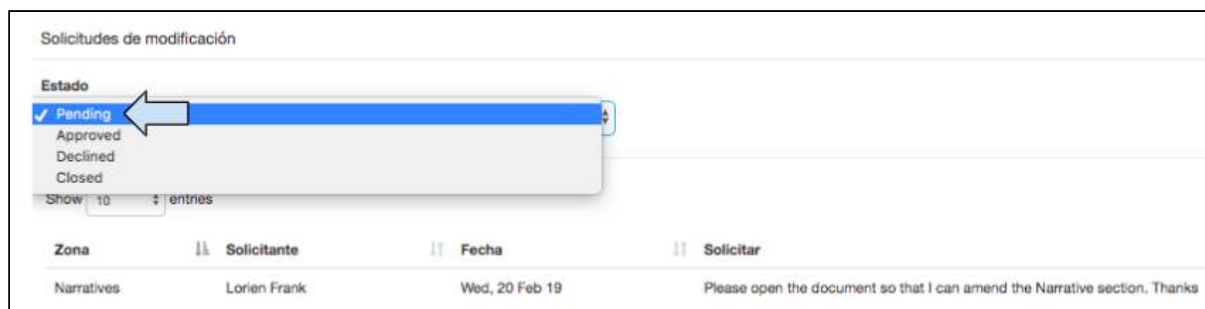 Solicitudes de modificación
Estado
✓ Pending
Approved
Declined
Closed
Show 10 entries
Zona Solicitante Fecha Solicitar
Narratives Lorien Frank Wed, 20 Feb 19 Please open the document so that I can amend the Narrative section. Thanks